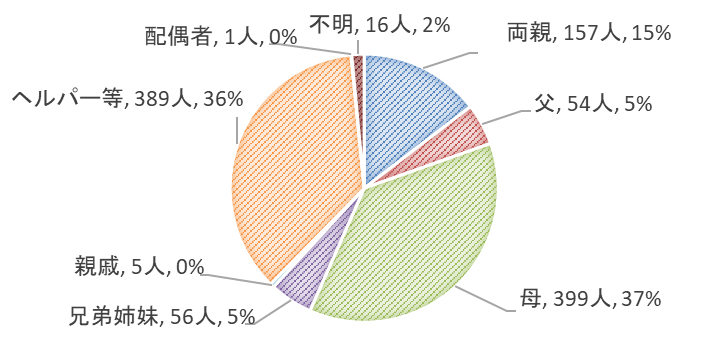 不明, 16人, 2%
配偶者, 1人, 0%
両親, 157人, 15%
ヘルパー等, 389人, 36%
父, 54人, 5%
親戚, 5人, 0%
母, 399人, 37%
兄弟姉妹, 56人, 5%